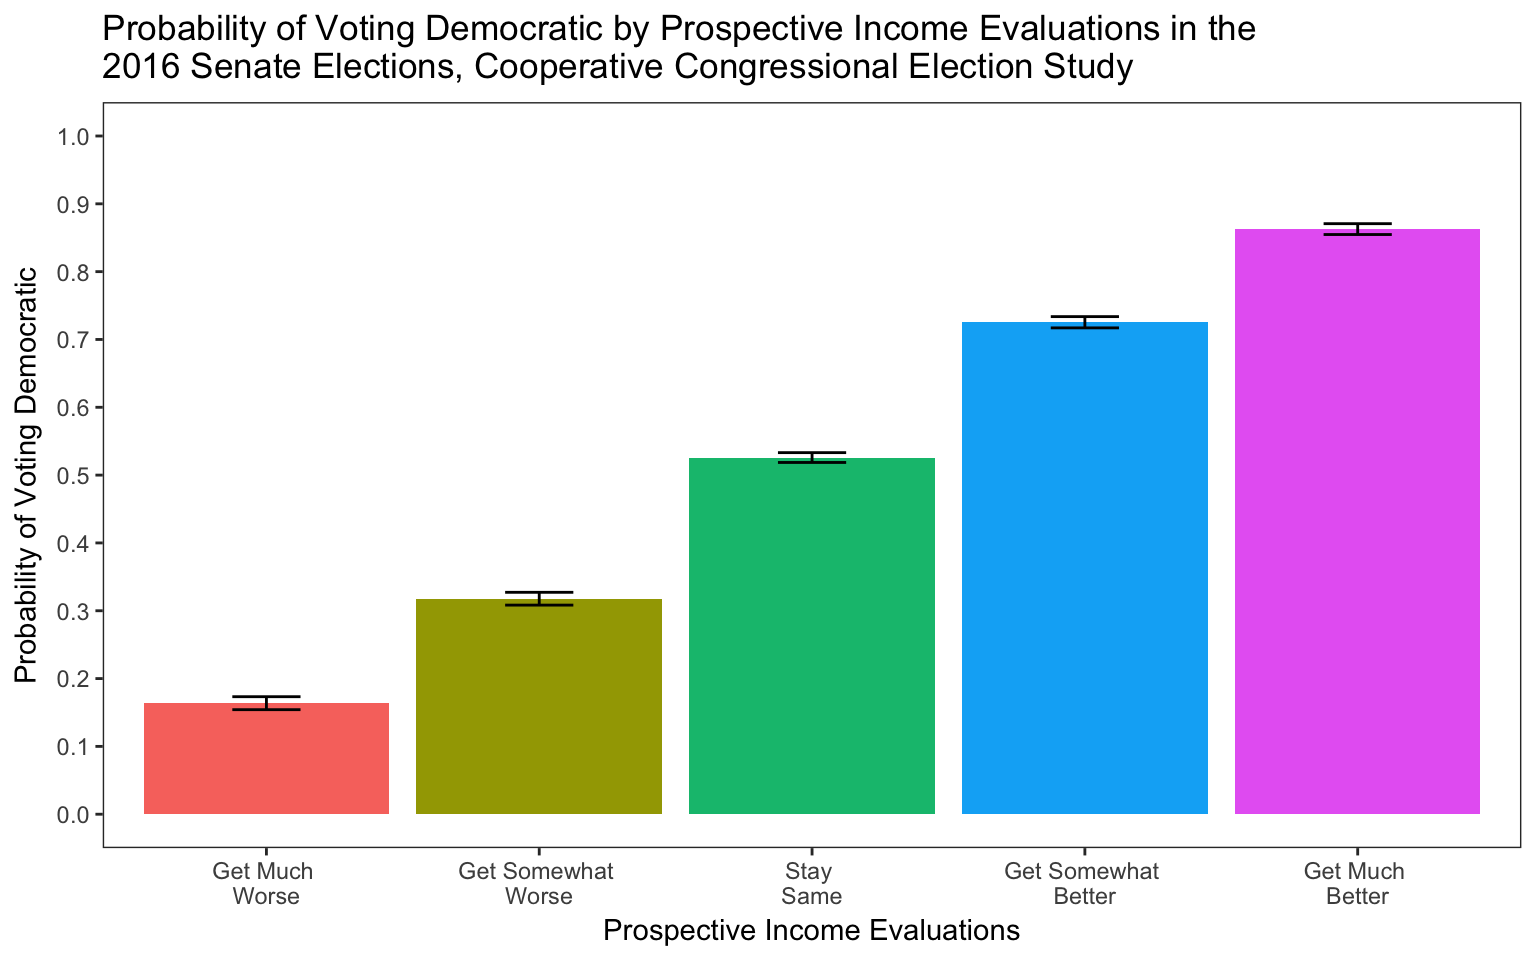 Probability of Voting Democratic by Prospective Income Evaluations in the
2016 Senate Elections, Cooperative Congressional Election Study
Probability of Voting Democratic
1.0
0.9
0.8
0.7
0.6
0.5
0.4
0.3
0.2
0.1
0.0
Get Much
Worse
Get Somewhat
Worse
Stay
Same
Get Somewhat
Better
Get Much
Better
Prospective Income Evaluations